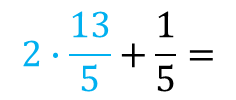 2 · 13/5 + 1/5 =